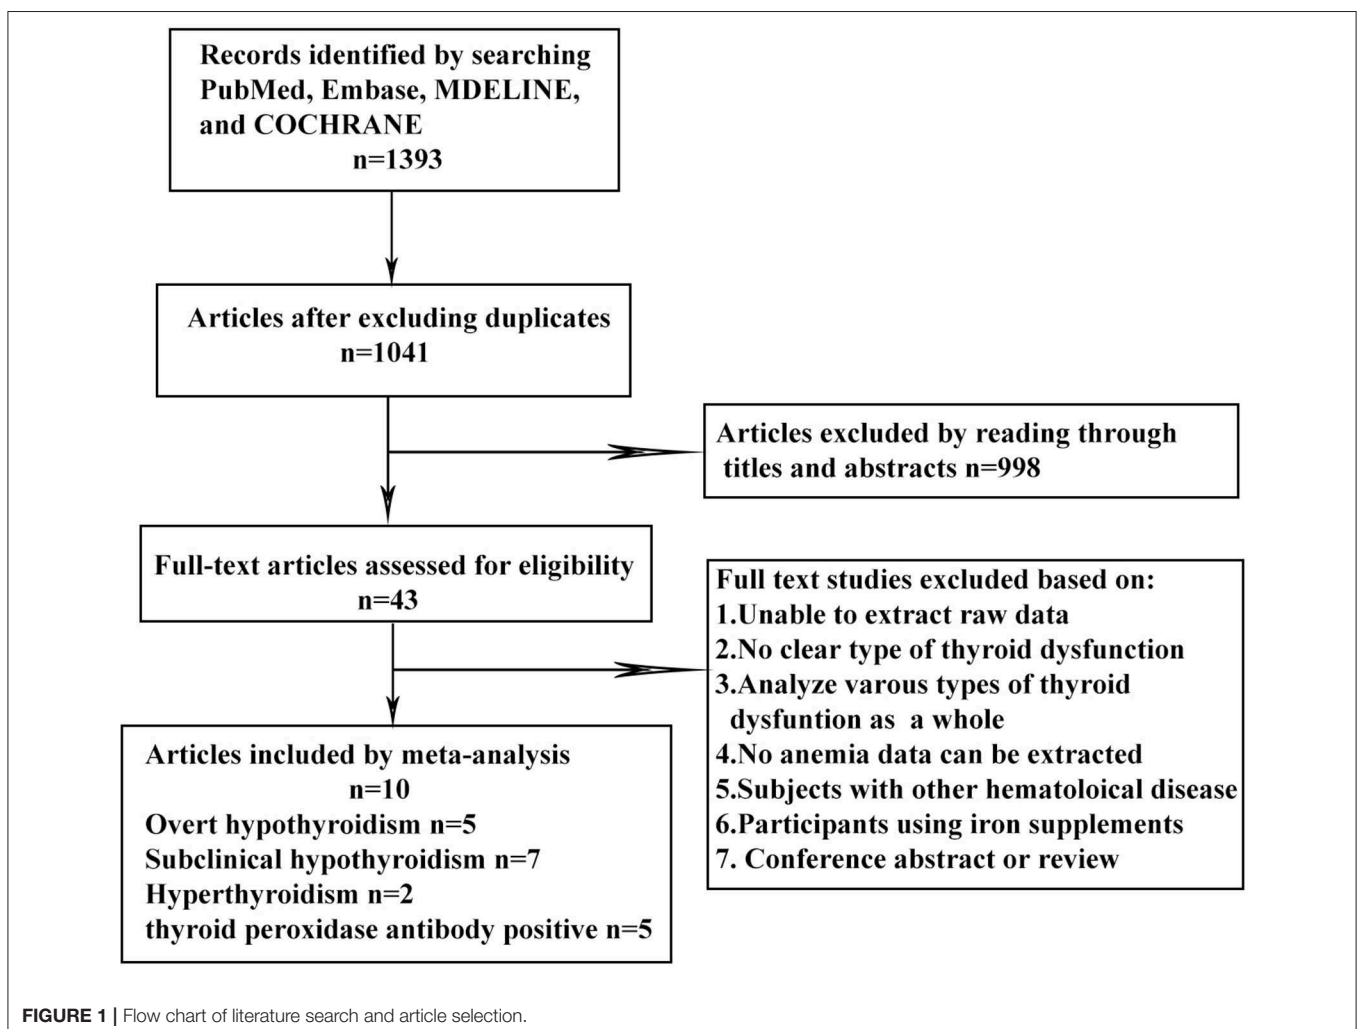 Records identified by searching
PubMed, Embase, MDELINE,
and COCHRANE
n=1393
Articles after excluding duplicates
n=1041
Articles excluded by reading through
titles and abstracts n=998
Full-text articles assessed for eligibility
n=43
Full text studies excluded based on:
1.Unable to extract raw data
2.No clear type of thyroid dysfunction
3.Analyze varous types of thyroid
dysfuntion as a whole
4.No anemia data can be extracted
5.Subjects with other hematoloical disease
6.Participants using iron supplements
7. Conference abstract or review
Articles included by meta-analysis
n=10
Overt hypothyroidism n=5
Subclinical hypothyroidism n=7
Hyperthyroidism n=2
thyroid peroxidase antibody positive n=5
FIGURE 1 | Flow chart of literature search and article selection.